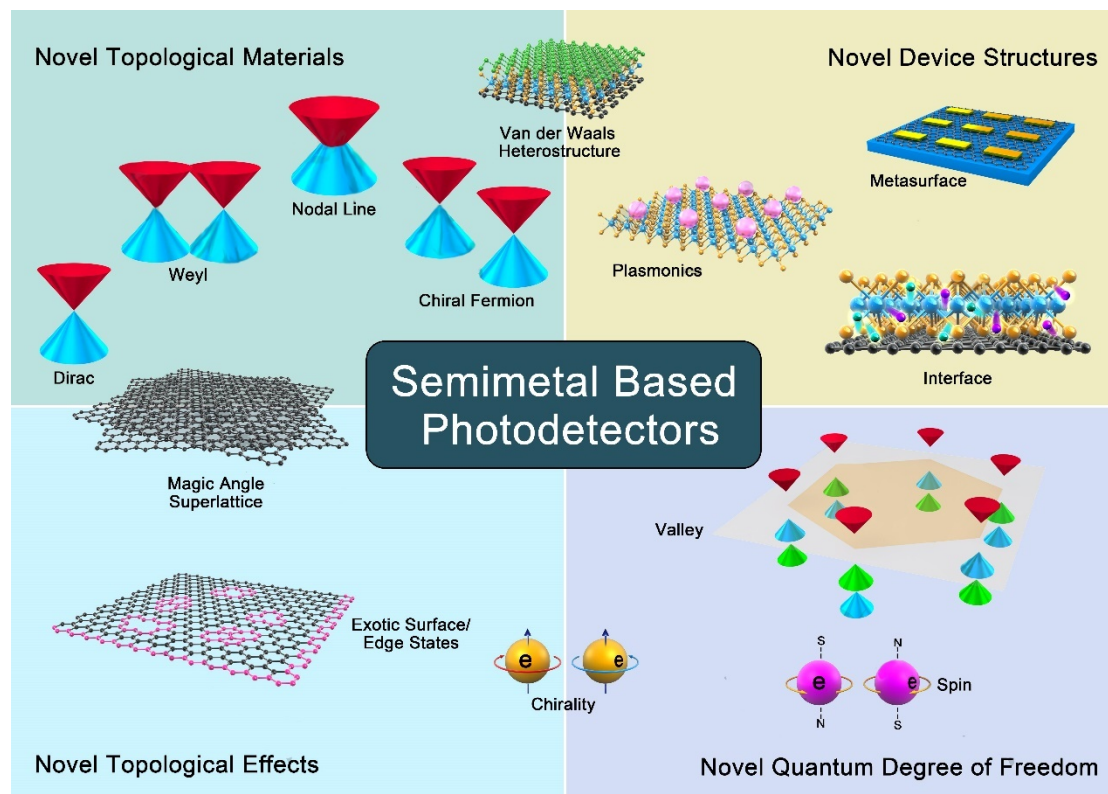 Novel Topological Materials
Novel Device Structures
Van der Waals
Heterostructure
Metasurface
Nodal Line
Weyl
Plasmonics
Chiral Fermion
Dirac
Interface
Semimetal Based
Photodetectors
Magic Angle
Superlattice
Valley
Exotic Surface/
Edge States
e
e
Chirality
S
N
e
e
Spin
N
S
Novel Topological Effects
Novel Quantum Degree of Freedom